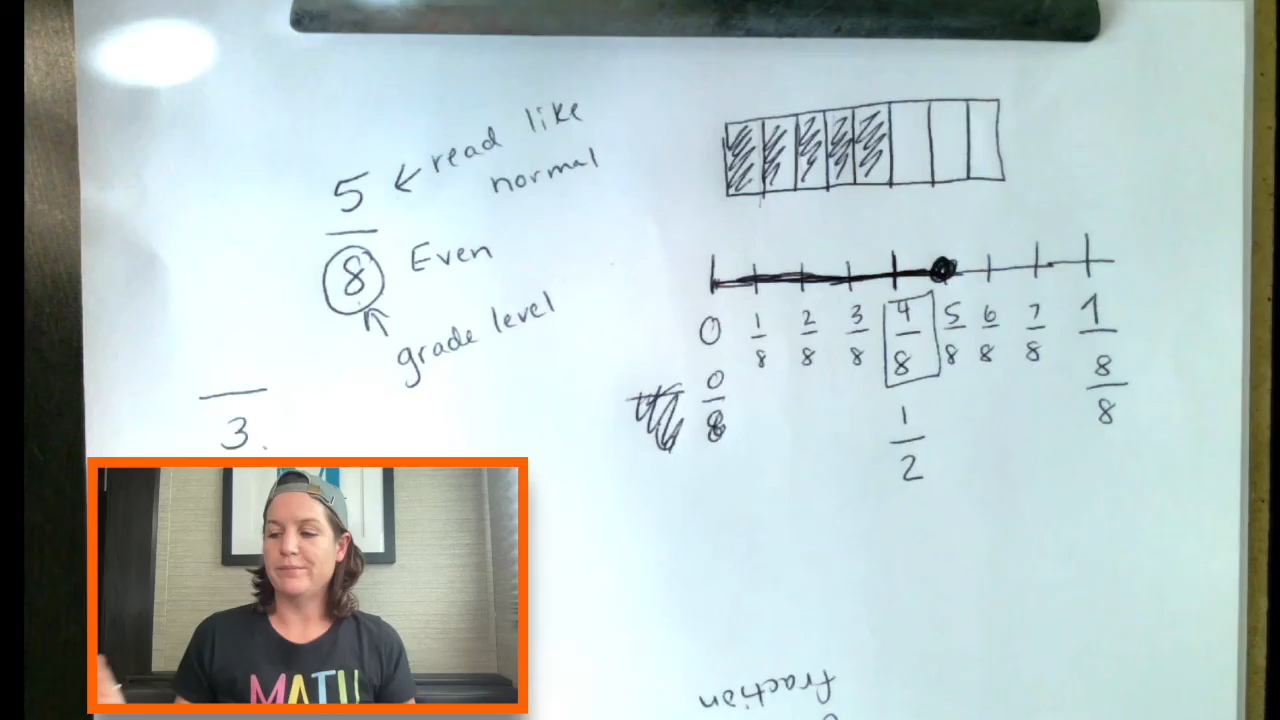 5
8
read like
normal
Even
grade level
3.
0 1/8 2/8 3/8 4/8 5/8 6/8 7/8 1
0/8 8/8
1/2
fraction
MATH